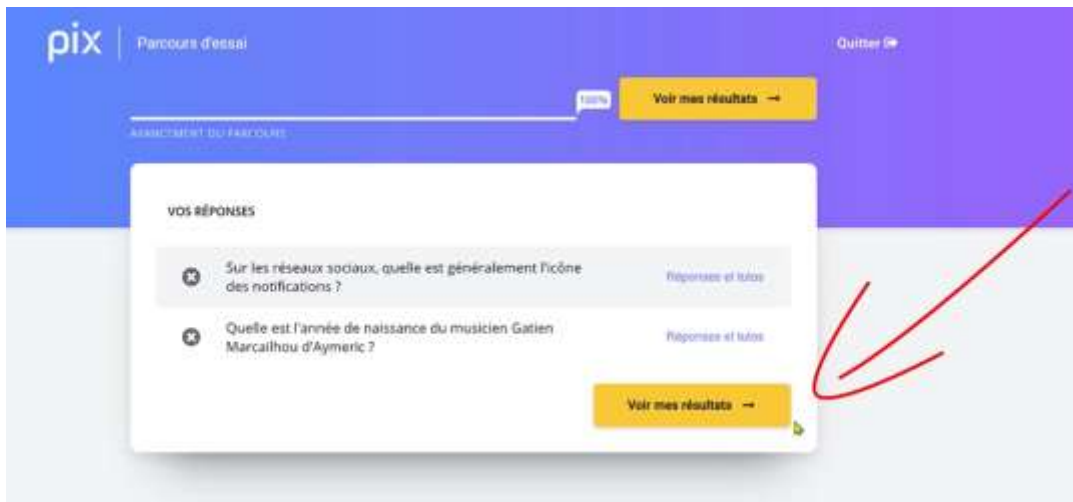 pix
Parcours d'essai
Quitter
100%
Voir mes résultats →
AVANCEMENT DU PARCOURS
VOS RÉPONSES
Sur les réseaux sociaux, quelle est généralement l'icône
des notifications ?
Réponses et tutos
Quelle est l'année de naissance du musicien Gatien
Marcailhou d'Aymeric ?
Réponses et tutos
Voir mes résultats →